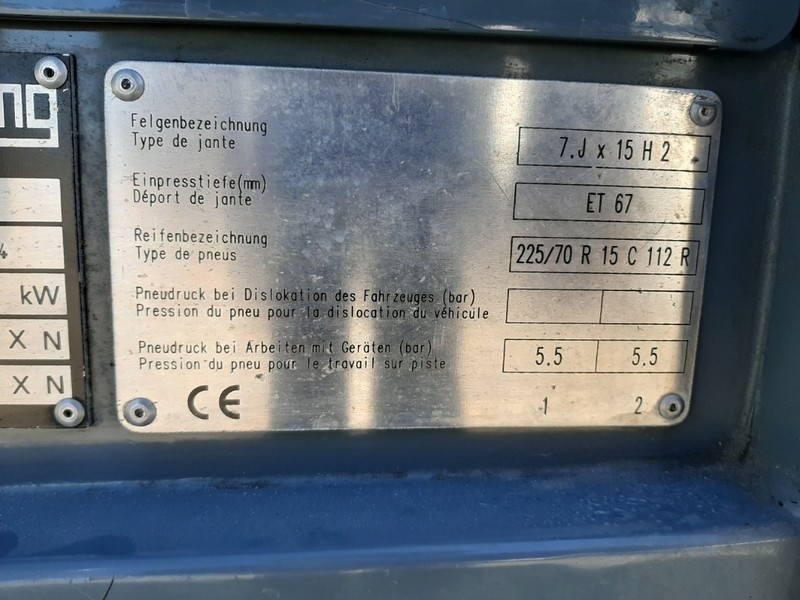 ng
4
kW
X N
X N
Felgenbezeichnung
Type de jante
7.J x 15 H 2
Einpresstiefe(mm)
Déport de jante
ET 67
Reifenbezeichnung
Type de pneus
225/70 R 15 C 112 R
Pneudruck bei Dislokation des Fahrzeuges (bar)
Pression du pneu pour la dislocation du véhicule
Pneudruck bei Arbeiten mit Geräten (bar)
Pression du pneu pour le travail sur piste
5.5 5.5
CE
1 2